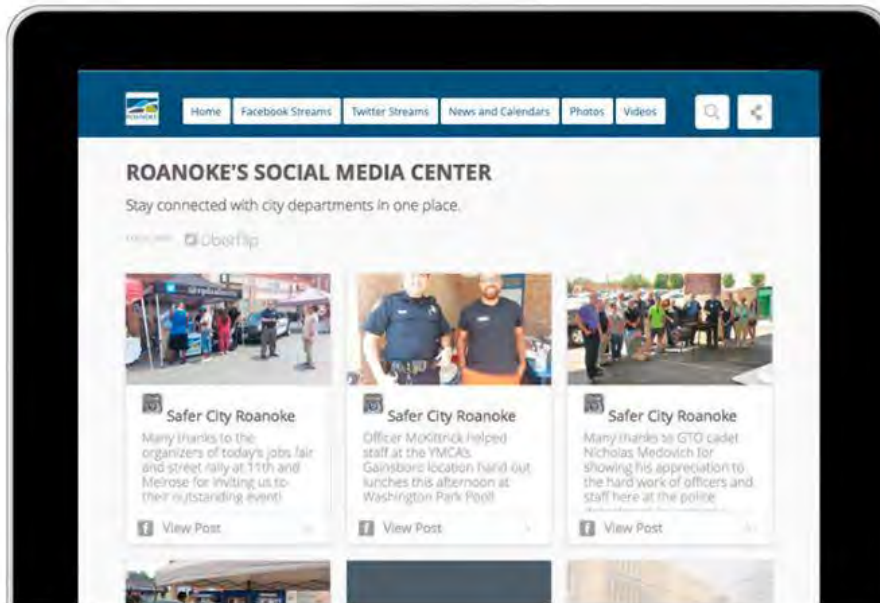 ROANOKE
Home
Facebook Streams
Twitter Streams
News and Calendars
Photos
Videos
ROANOKE'S SOCIAL MEDIA CENTER
Stay connected with city departments in one place.
Uberflip
Safer City Roanoke
Many thanks to the
organizers of today's jobs fair
and street rally at 11th and
Melrose for inviting us to
their outstanding event!
View Post
Safer City Roanoke
Officer McKittrick helped
staff at the YMCA's
Gainsboro location hand out
lunches this afternoon at
Washington Park Pool!
View Post
Safer City Roanoke
Many thanks to GTO cadet
Nicholas Medovich for
showing his appreciation to
the hard work of officers and
staff here at the police
View Post